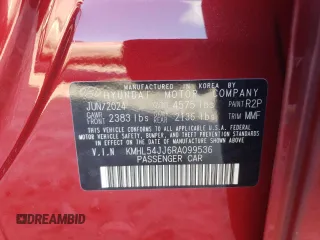 MANUFACTURED BY
HYUNDAI MOTOR COMPANY
JUN/2024 4575 lbs PAINT R2P
GAWR FRONT 2383 lbs 2136 lbs TRIM MMF
THIS VEHICLE CONFORMS TO ALL APPLICABLE U.S. FEDERAL
MOTOR VEHICLE SAFETY, BUMPER, AND THEFT PREVENTION
STANDARDS IN EFFECT ON THE DATE OF MANUFACTURE SHOWN ABOVE.
V.I.N KMHL54JJ6RA099536
PASSENGER CAR